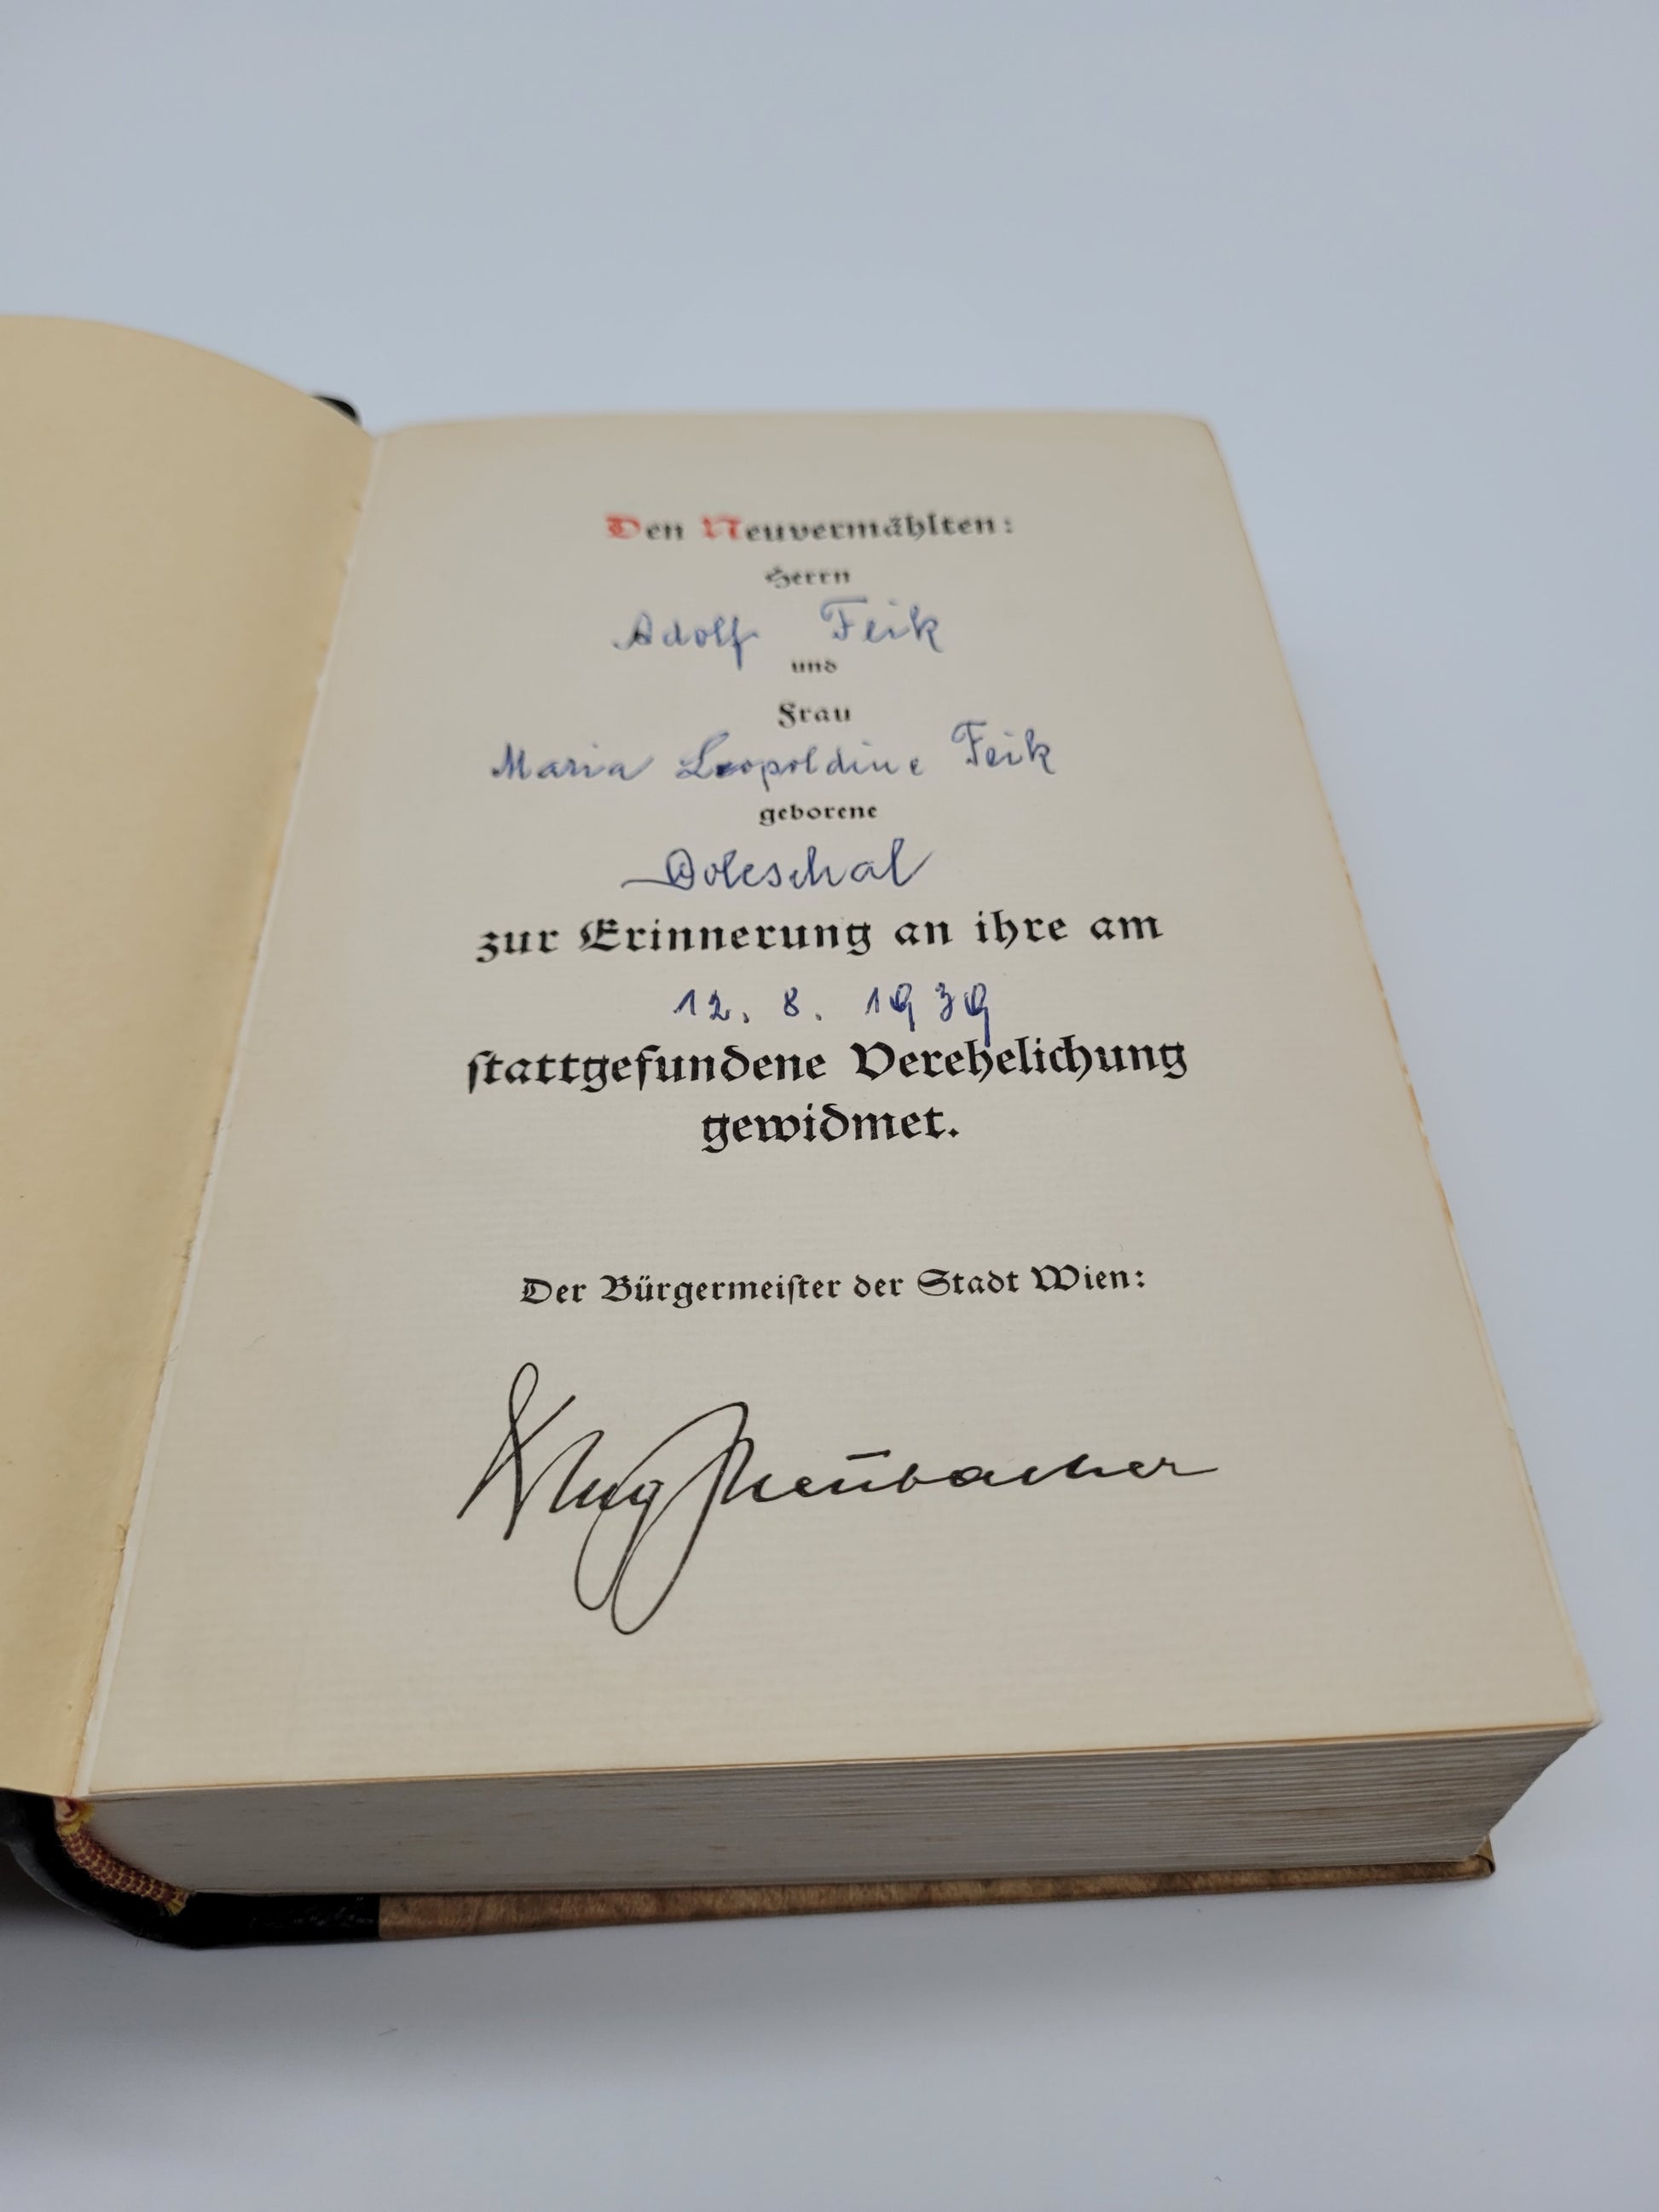 Den Neuvermählten:
Herrn
Adolf Feik
und
Frau
Maria Leopoldine Feik
geborene
Doleschal
zur Erinnerung an ihre am
12. 8. 1939
stattgefundene Verehelichung
gewidmet.
Der Bürgermeister der Stadt Wien:
Neubacher